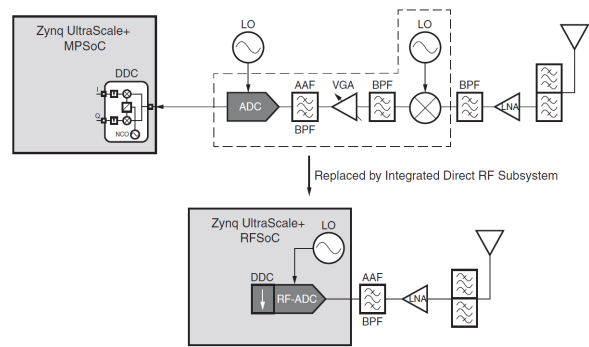 Zynq UltraScale+
MPSoC
DDC
I
Q
NCO
LO
LO
ADC
AAF
BPF
VGA
BPF
BPF
LNA
Replaced by Integrated Direct RF Subsystem
Zynq UltraScale+
RFSoC
LO
DDC
RF-ADC
AAF
BPF
LNA